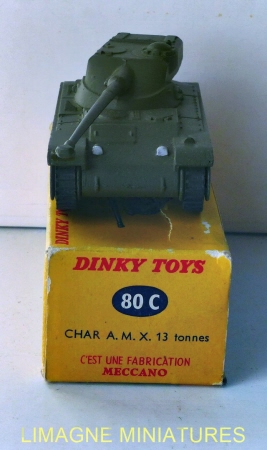 DINKY TOYS
80 C
CHAR A. M. X. 13 tonnes
C'EST UNE FABRICATION
MECCANO
LIMAGNE MINIATURES